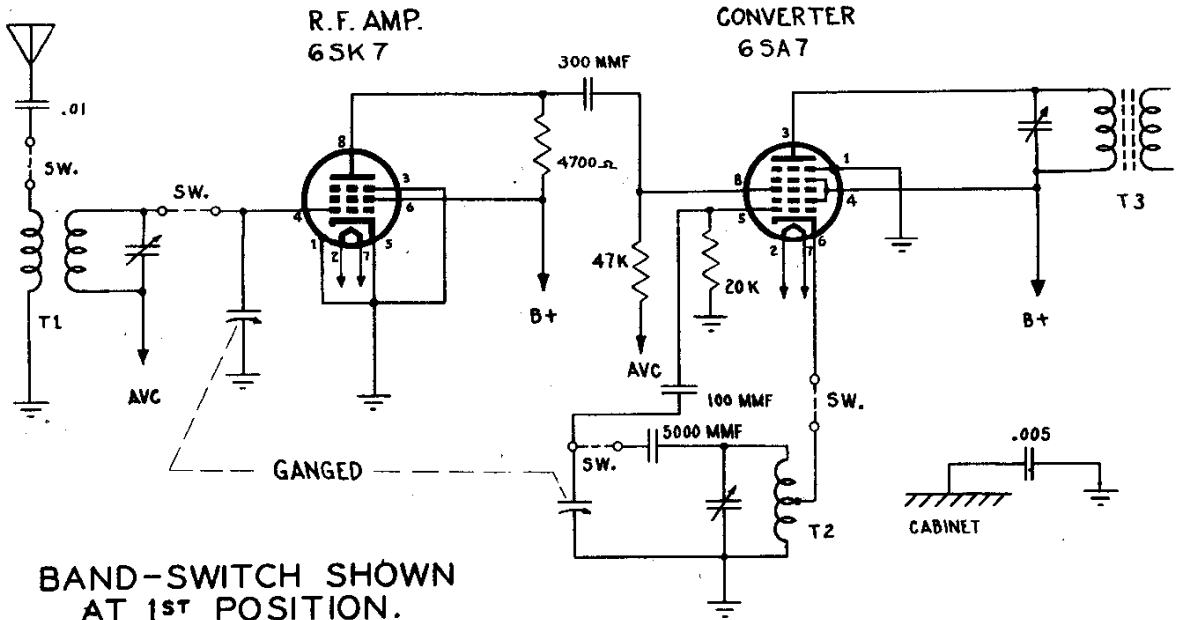 R.F. AMP.
6SK7
CONVERTER
6SA7
300 MMF
.01
SW.
SW.
8
3
4
6
1
2
7
5
4700Ω
B+
3
1
8
4
5
2
7
6
T3
47K
20K
T1
AVC
AVC
B+
100 MMF
SW.
5000 MMF
SW.
GANGED
T2
.005
CABINET
BAND-SWITCH SHOWN
AT 1ST POSITION.